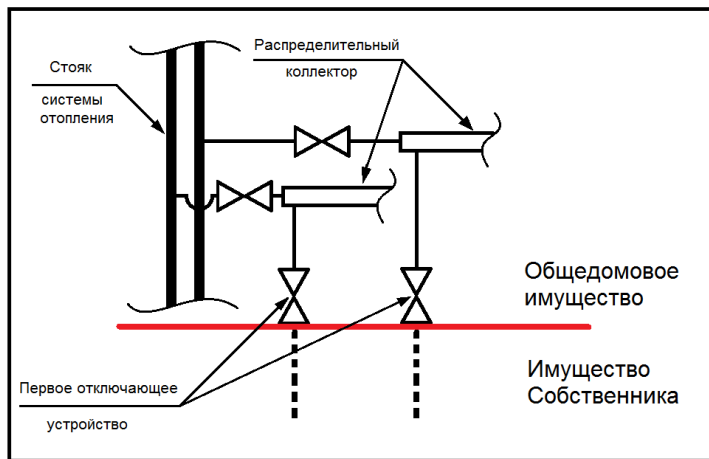 Стояк
системы
отопления
Распределительный
коллектор
Общедомовое
имущество
Имущество
Собственника
Первое отключающее
устройство